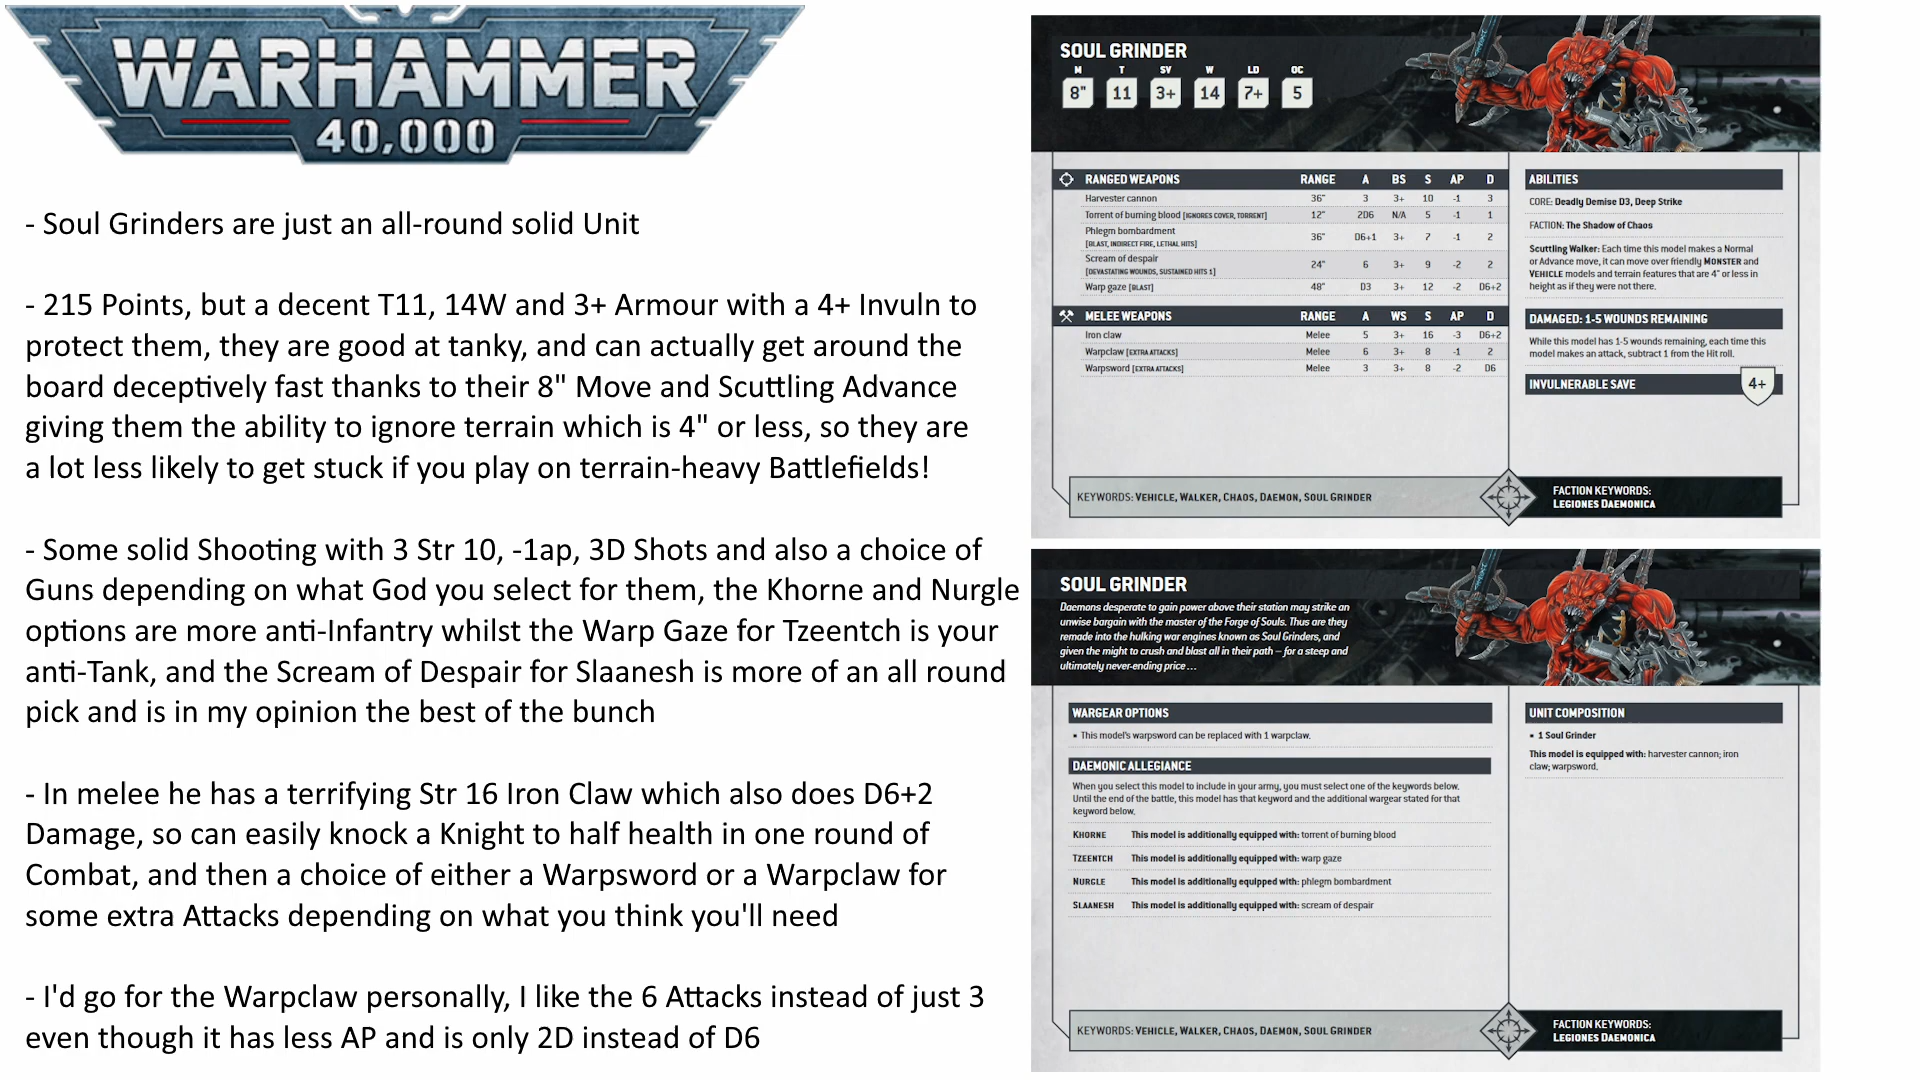 WARHAMMER
40,000
- Soul Grinders are just an all-round solid Unit
- 215 Points, but a decent T11, 14W and 3+ Armour with a 4+ Invuln to
protect them, they are good at tanky, and can actually get around the
board deceptively fast thanks to their 8" Move and Scuttling Advance
giving them the ability to ignore terrain which is 4" or less, so they are
a lot less likely to get stuck if you play on terrain-heavy Battlefields!
- Some solid Shooting with 3 Str 10, -1ap, 3D Shots and also a choice of
Guns depending on what God you select for them, the Khorne and Nurgle
options are more anti-Infantry whilst the Warp Gaze for Tzeentch is your
anti-Tank, and the Scream of Despair for Slaanesh is more of an all round
pick and is in my opinion the best of the bunch
- In melee he has a terrifying Str 16 Iron Claw which also does D6+2
Damage, so can easily knock a Knight to half health in one round of
Combat, and then a choice of either a Warpsword or a Warpclaw for
some extra Attacks depending on what you think you'll need
- I'd go for the Warpclaw personally, I like the 6 Attacks instead of just 3
even though it has less AP and is only 2D instead of D6
SOUL GRINDER
M T SV W LD OC
8" 11 3+ 14 7+ 5
RANGED WEAPONS RANGE A BS S AP D
Harvester cannon 36" 3 3+ 10 -1 3
Torrent of burning blood [IGNORES COVER, TORRENT] 12" 2D6 N/A 5 -1 1
Phlegm bombardment
[BLAST, INDIRECT FIRE, LETHAL HITS] 36" D6+1 3+ 7 -1 2
Scream of despair
[DEVASTATING WOUNDS, SUSTAINED HITS 1] 24" 6 3+ 9 -2 2
Warp gaze [BLAST] 48" D3 3+ 12 -2 D6+2
MELEE WEAPONS RANGE A WS S AP D
Iron claw Melee 5 3+ 16 -3 D6+2
Warpclaw [EXTRA ATTACKS] Melee 6 3+ 8 -1 2
Warpsword [EXTRA ATTACKS] Melee 3 3+ 8 -2 D6
ABILITIES
CORE: Deadly Demise D3, Deep Strike
FACTION: The Shadow of Chaos
Scuttling Walker: Each time this model makes a Normal
or Advance move, it can move over friendly MONSTER and
VEHICLE models and terrain features that are 4" or less in
height as if they were not there.
DAMAGED: 1-5 WOUNDS REMAINING
While this model has 1-5 wounds remaining, each time this
model makes an attack, subtract 1 from the Hit roll.
INVULNERABLE SAVE 4+
KEYWORDS: VEHICLE, WALKER, CHAOS, DAEMON, SOUL GRINDER
FACTION KEYWORDS:
LEGIONES DAEMONICA
SOUL GRINDER
Daemons desperate to gain power above their station may strike an
unwise bargain with the master of the Forge of Souls. Thus are they
remade into the hulking war engines known as Soul Grinders, and
given the might to crush and blast all in their path – for a steep and
ultimately never-ending price...
WARGEAR OPTIONS
▪ This model's warpsword can be replaced with 1 warpclaw.
DAEMONIC ALLEGIANCE
When you select this model to include in your army, you must select one of the keywords below.
Until the end of the battle, this model has that keyword and the additional wargear stated for that
keyword below.
KHORNE This model is additionally equipped with: torrent of burning blood
TZEENTCH This model is additionally equipped with: warp gaze
NURGLE This model is additionally equipped with: phlegm bombardment
SLAANESH This model is additionally equipped with: scream of despair
UNIT COMPOSITION
▪ 1 Soul Grinder
This model is equipped with: harvester cannon; iron
claw; warpsword.
KEYWORDS: VEHICLE, WALKER, CHAOS, DAEMON, SOUL GRINDER
FACTION KEYWORDS:
LEGIONES DAEMONICA